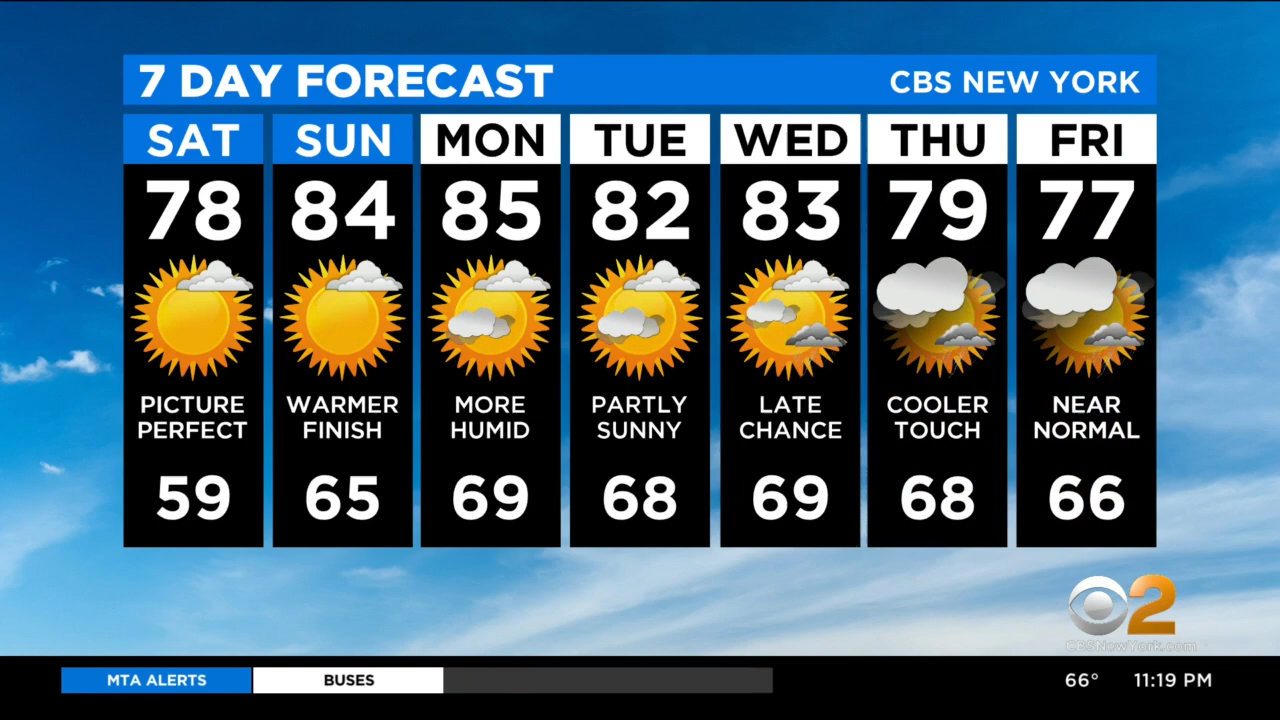 7 DAY FORECAST CBS NEW YORK
SAT SUN MON TUE WED THU FRI
78 84 85 82 83 79 77
PICTURE PERFECT
WARMER FINISH
MORE HUMID
PARTLY SUNNY
LATE CHANCE
COOLER TOUCH
NEAR NORMAL
59 65 69 68 69 68 66
2
CBSNewYork.com
MTA ALERTS BUSES 66° 11:19 PM